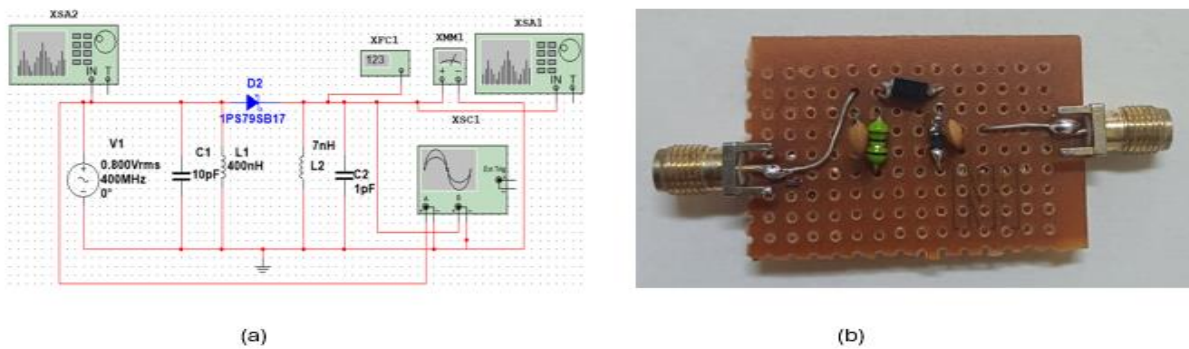 XSA2
XFC1
XMM1
XSA1
123
IN T
IN T
D2
1PS79SB17
XSC1
V1
0.800Vrms
400MHz
0°
C1
10pF
L1
400nH
7nH
L2
C2
1pF
Ext Trig
A B
(a)
(b)